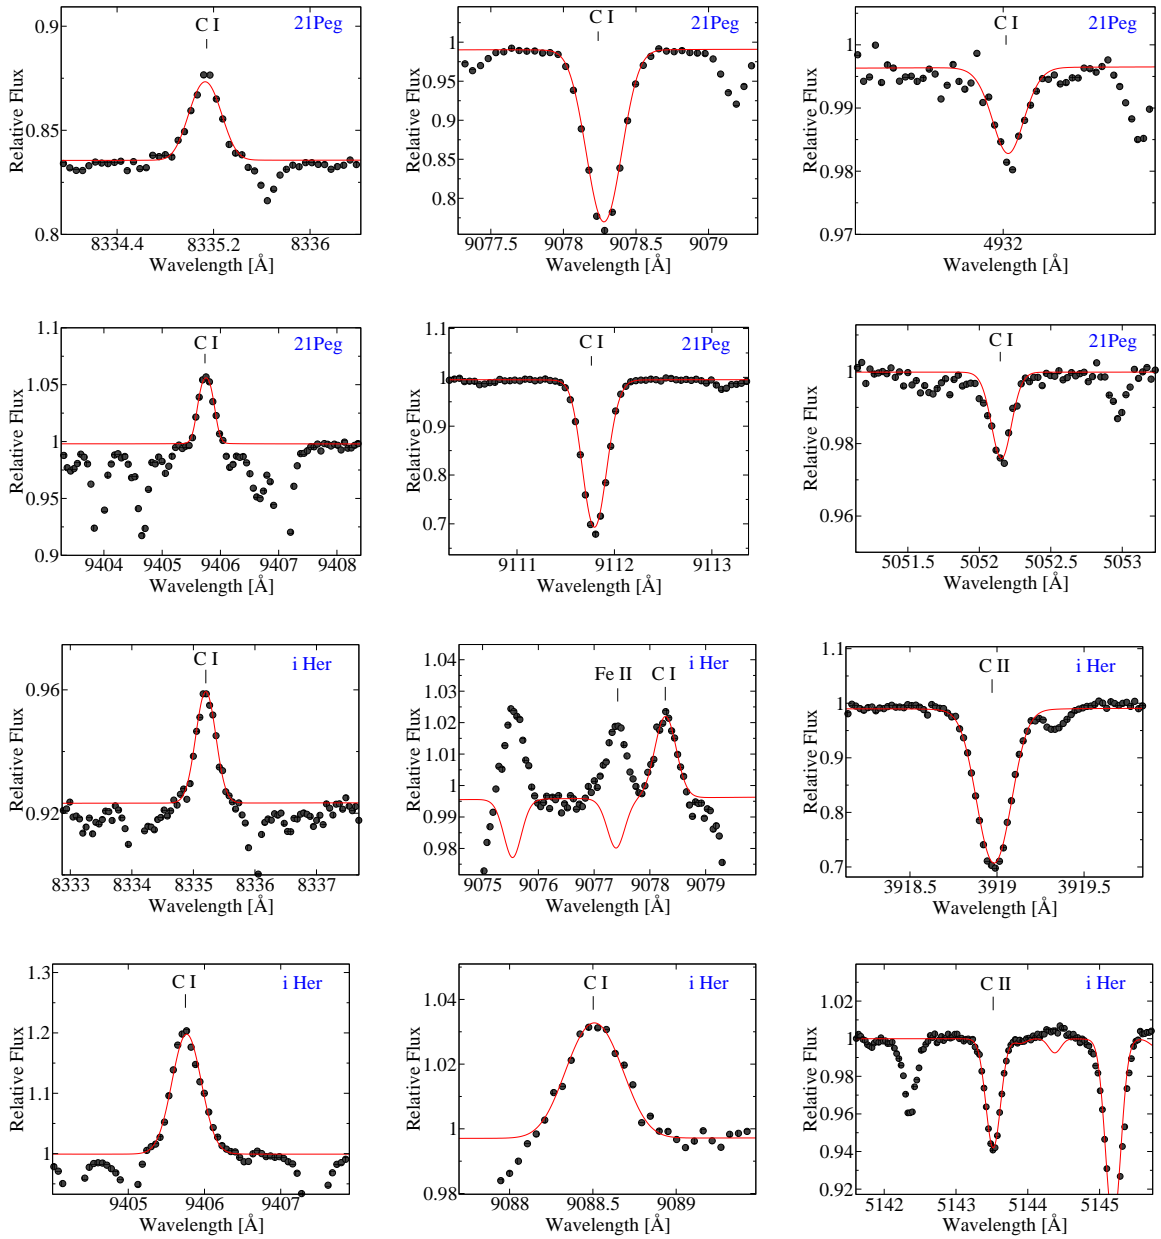 C I
21Peg
0.9
0.85
0.8
Relative Flux
8334.4 8335.2 8336
Wavelength [Å]
C I
21Peg
1
0.95
0.9
0.85
0.8
Relative Flux
9077.5 9078 9078.5 9079
Wavelength [Å]
C I
21Peg
1
0.99
0.98
0.97
Relative Flux
4932
Wavelength [Å]
C I
21Peg
1.1
1.05
1
0.95
0.9
Relative Flux
9404 9405 9406 9407 9408
Wavelength [Å]
C I
21Peg
1.1
1
0.9
0.8
0.7
Relative Flux
9111 9112 9113
Wavelength [Å]
C I
21Peg
1
0.98
0.96
Relative Flux
5051.5 5052 5052.5 5053
Wavelength [Å]
C I
i Her
0.96
0.92
Relative Flux
8333 8334 8335 8336 8337
Wavelength [Å]
Fe II C I
i Her
1.04
1.03
1.02
1.01
1
0.99
0.98
Relative Flux
9075 9076 9077 9078 9079
Wavelength [Å]
C II
i Her
1.1
1
0.9
0.8
0.7
Relative Flux
3918.5 3919 3919.5
Wavelength [Å]
C I
i Her
1.3
1.2
1.1
1
Relative Flux
9405 9406 9407
Wavelength [Å]
C I
i Her
1.04
1.02
1
0.98
Relative Flux
9088 9088.5 9089
Wavelength [Å]
C II
i Her
1.02
1.00
0.98
0.96
0.94
0.92
Relative Flux
5142 5143 5144 5145
Wavelength [Å]